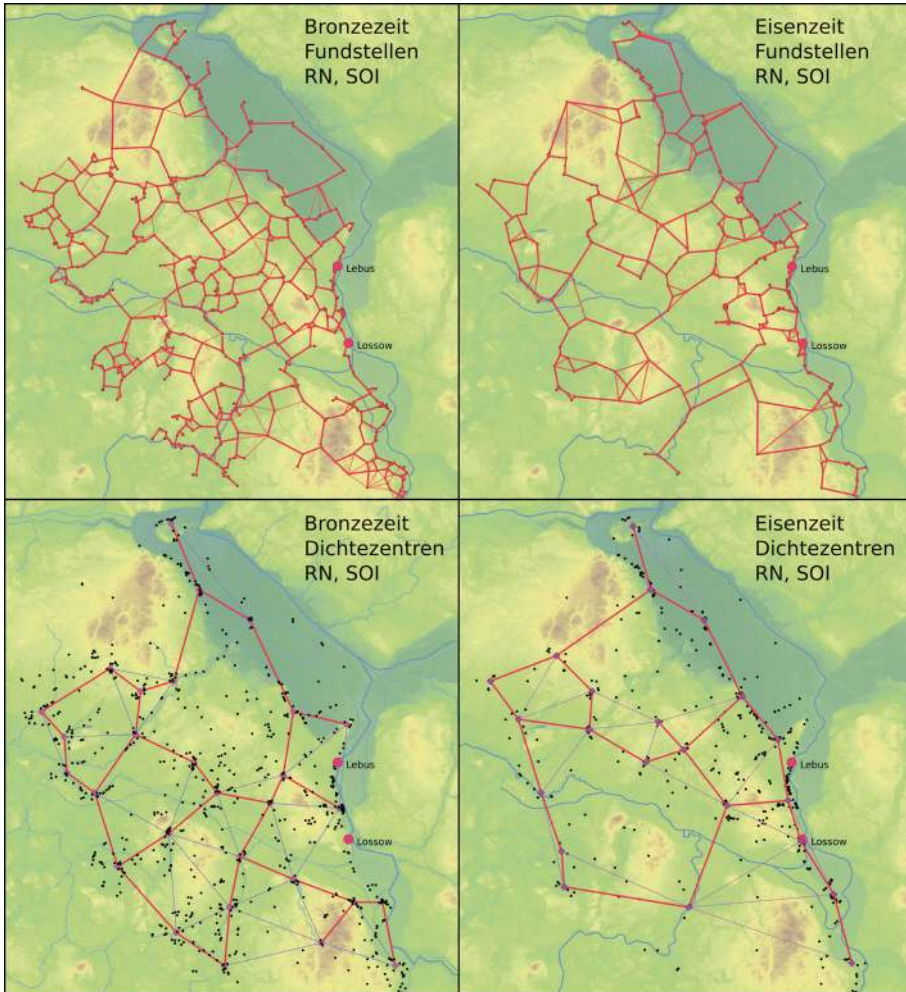 Bronzezeit
Fundstellen
RN, SOI
Lebus
Lossow
Eisenzeit
Fundstellen
RN, SOI
Lebus
Lossow
Bronzezeit
Dichtezentren
RN, SOI
Lebus
Lossow
Eisenzeit
Dichtezentren
RN, SOI
Lebus
Lossow